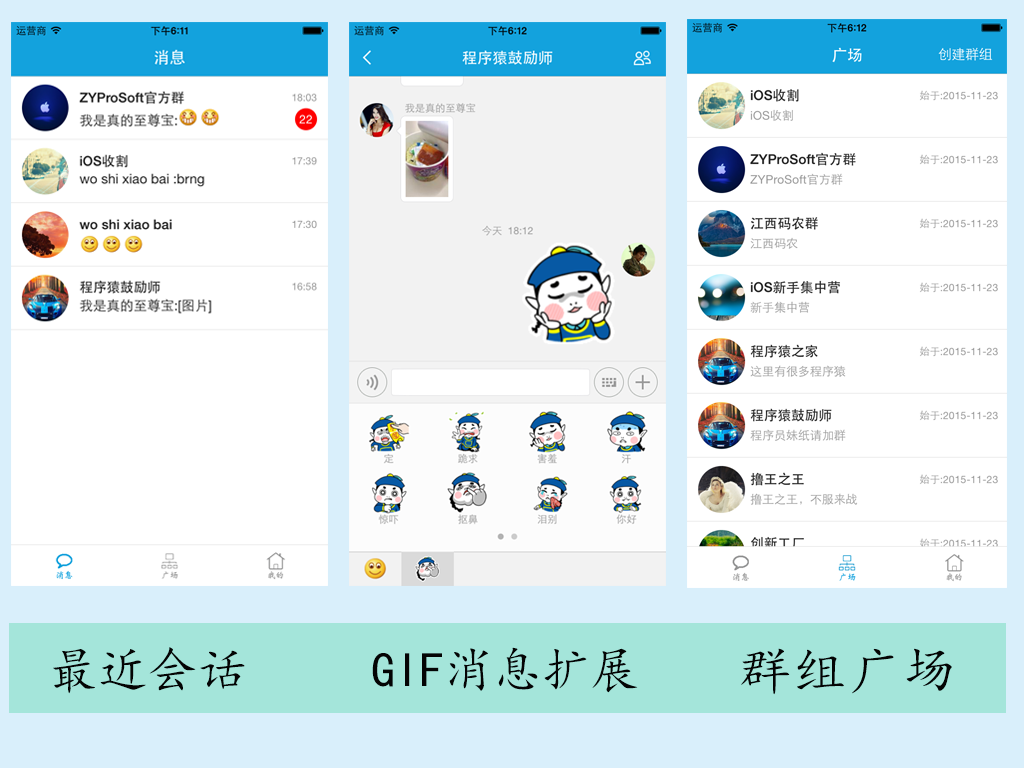 运营商 下午6:11
消息
ZYProSoft官方群 18:03
我是真的至尊宝: 22
iOS收割 17:39
wo shi xiao bai :brng
wo shi xiao bai 17:30
程序猿鼓励师 16:58
我是真的至尊宝:[图片]
消息 广场 我的
运营商 下午6:12
程序猿鼓励师
我是真的至尊宝
今天 18:12
定 跪求 害羞 汗
惊吓 抠鼻 泪别 你好
运营商 下午6:12
广场 创建群组
iOS收割 始于:2015-11-23
iOS收割
ZYProSoft官方群 始于:2015-11-23
ZYProSoft官方群
江西码农群 始于:2015-11-23
江西码农
iOS新手集中营 始于:2015-11-23
新手集中营
程序猿之家 始于:2015-11-23
这里有很多程序猿
程序猿鼓励师 始于:2015-11-23
程序员妹纸请加群
撸王之王 始于:2015-11-23
撸王之王，不服来战
创新工厂 始于:2015-11-23
消息 广场 我的
最近会话 GIF消息扩展 群组广场